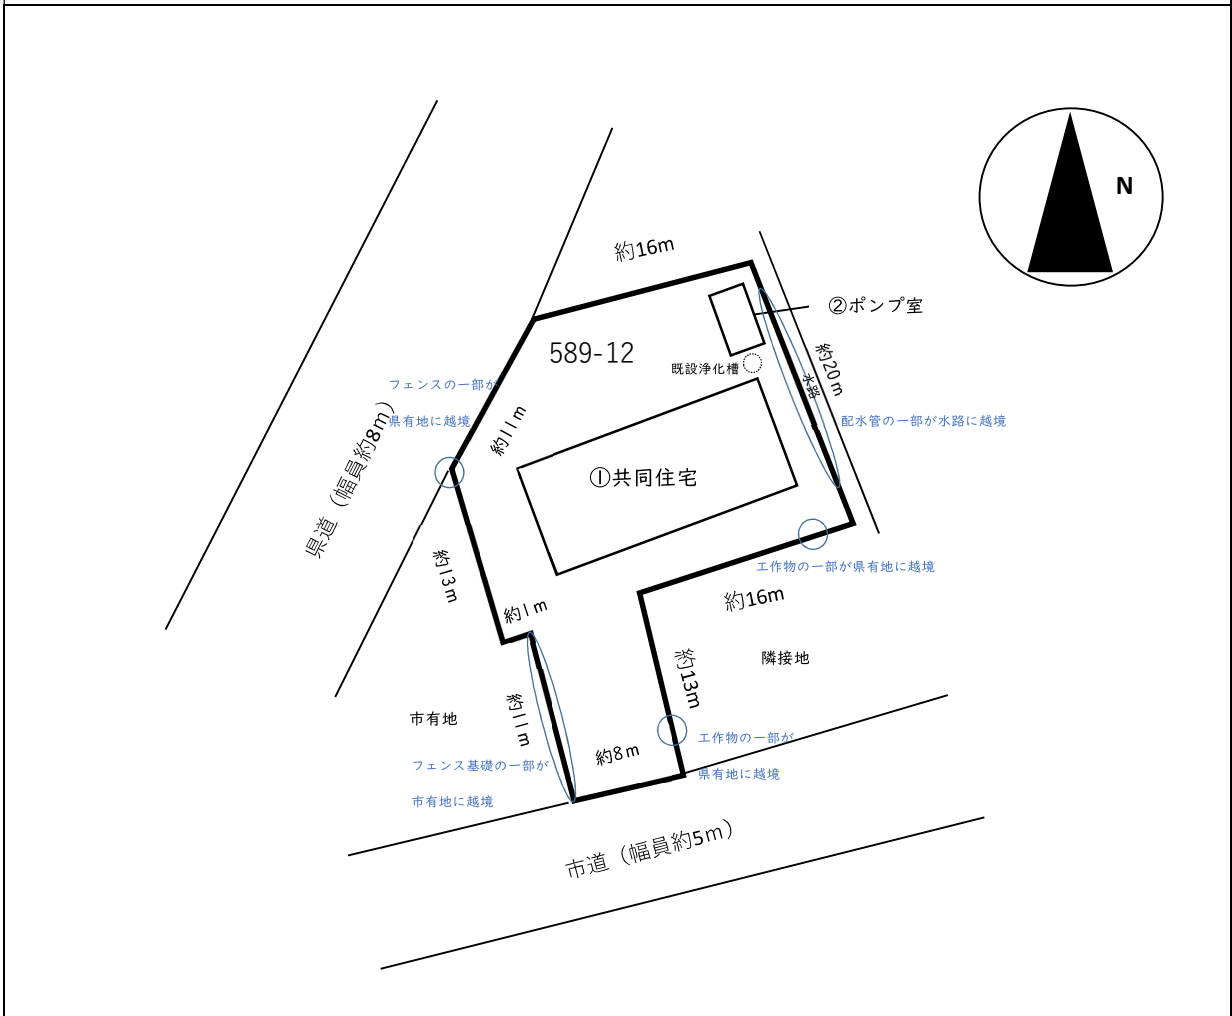 N
約16m
②ポンプ室
589-12
既設浄化槽
約20m
水路
フェンスの一部が
県有地に越境
約11m
配水管の一部が水路に越境
県道（幅員約8m）
①共同住宅
約13m
工作物の一部が県有地に越境
約1m
約16m
隣接地
約13m
市有地
約11m
約8m
工作物の一部が
県有地に越境
フェンス基礎の一部が
市有地に越境
市道（幅員約5m）